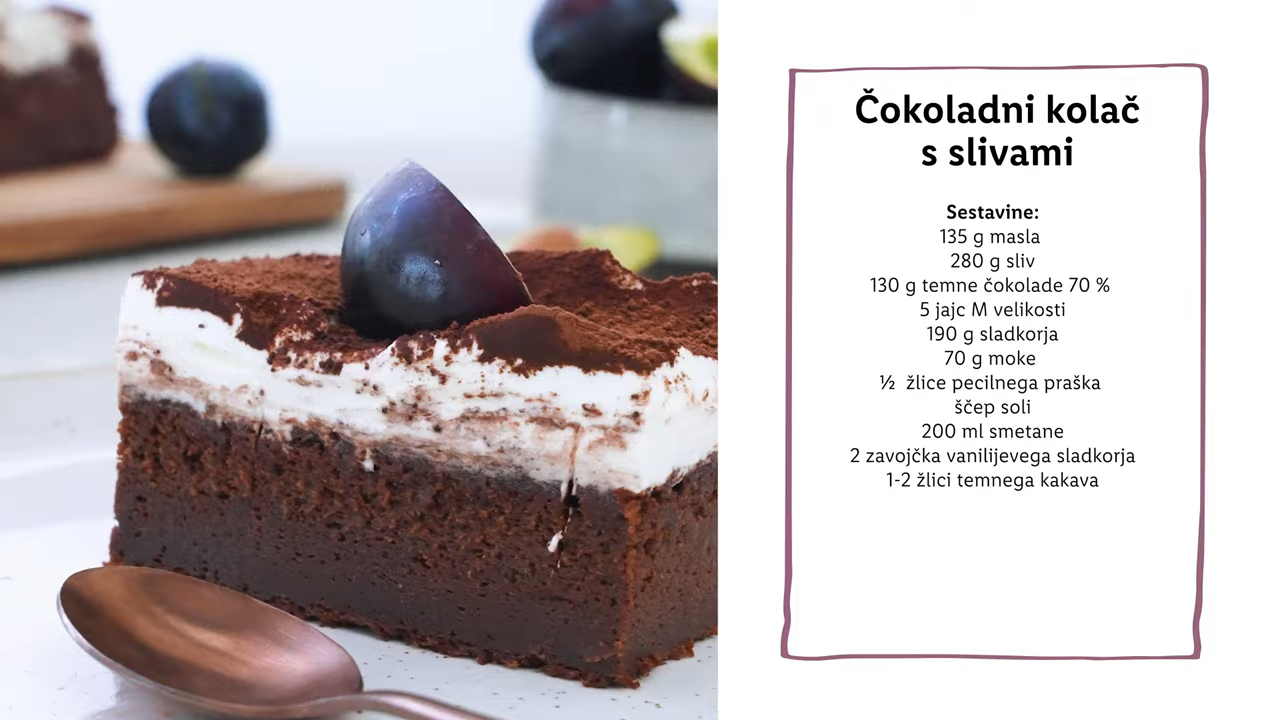 Čokoladni kolač
s slivami
Sestavine:
135 g masla
280 g sliv
130 g temne čokolade 70 %
5 jajc M velikosti
190 g sladkorja
70 g moke
½ žlice pecilnega praška
ščep soli
200 ml smetane
2 zavojčka vanilijevega sladkorja
1-2 žlici temnega kakava